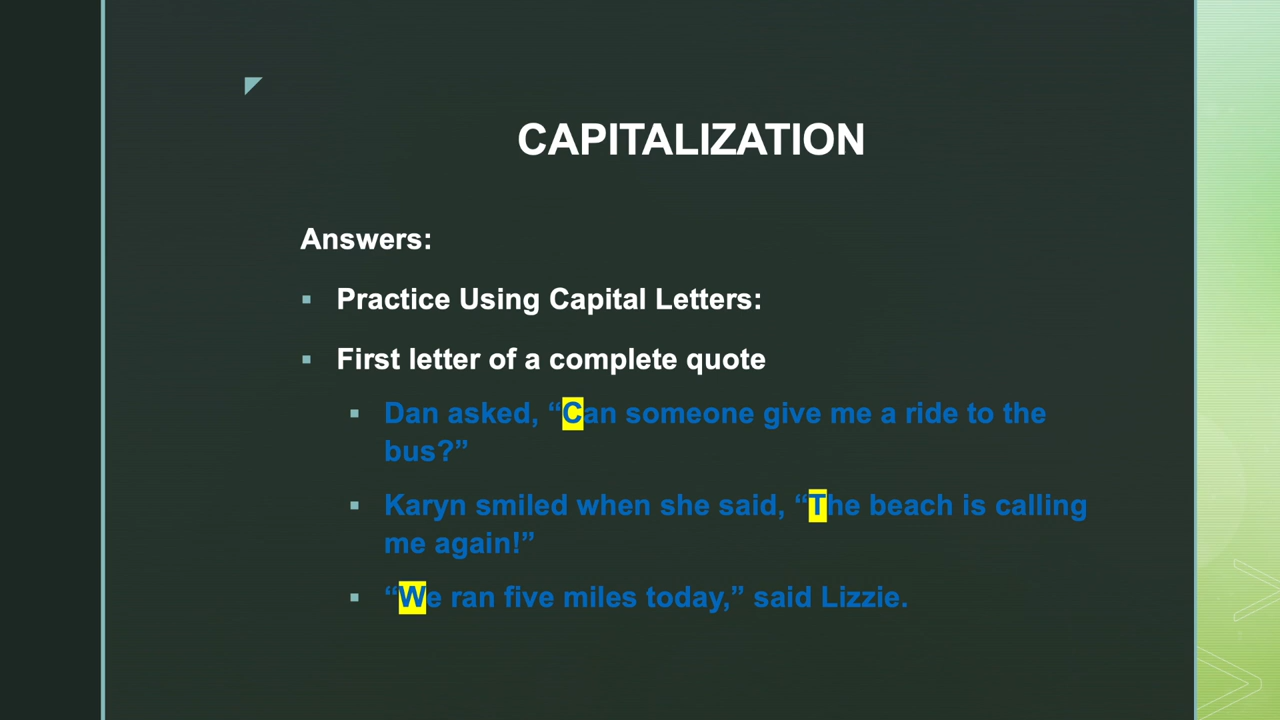 CAPITALIZATION
Answers:
▪ Practice Using Capital Letters:
▪ First letter of a complete quote
▪ Dan asked, “Can someone give me a ride to the
bus?”
▪ Karyn smiled when she said, “The beach is calling
me again!”
▪ “We ran five miles today,” said Lizzie.